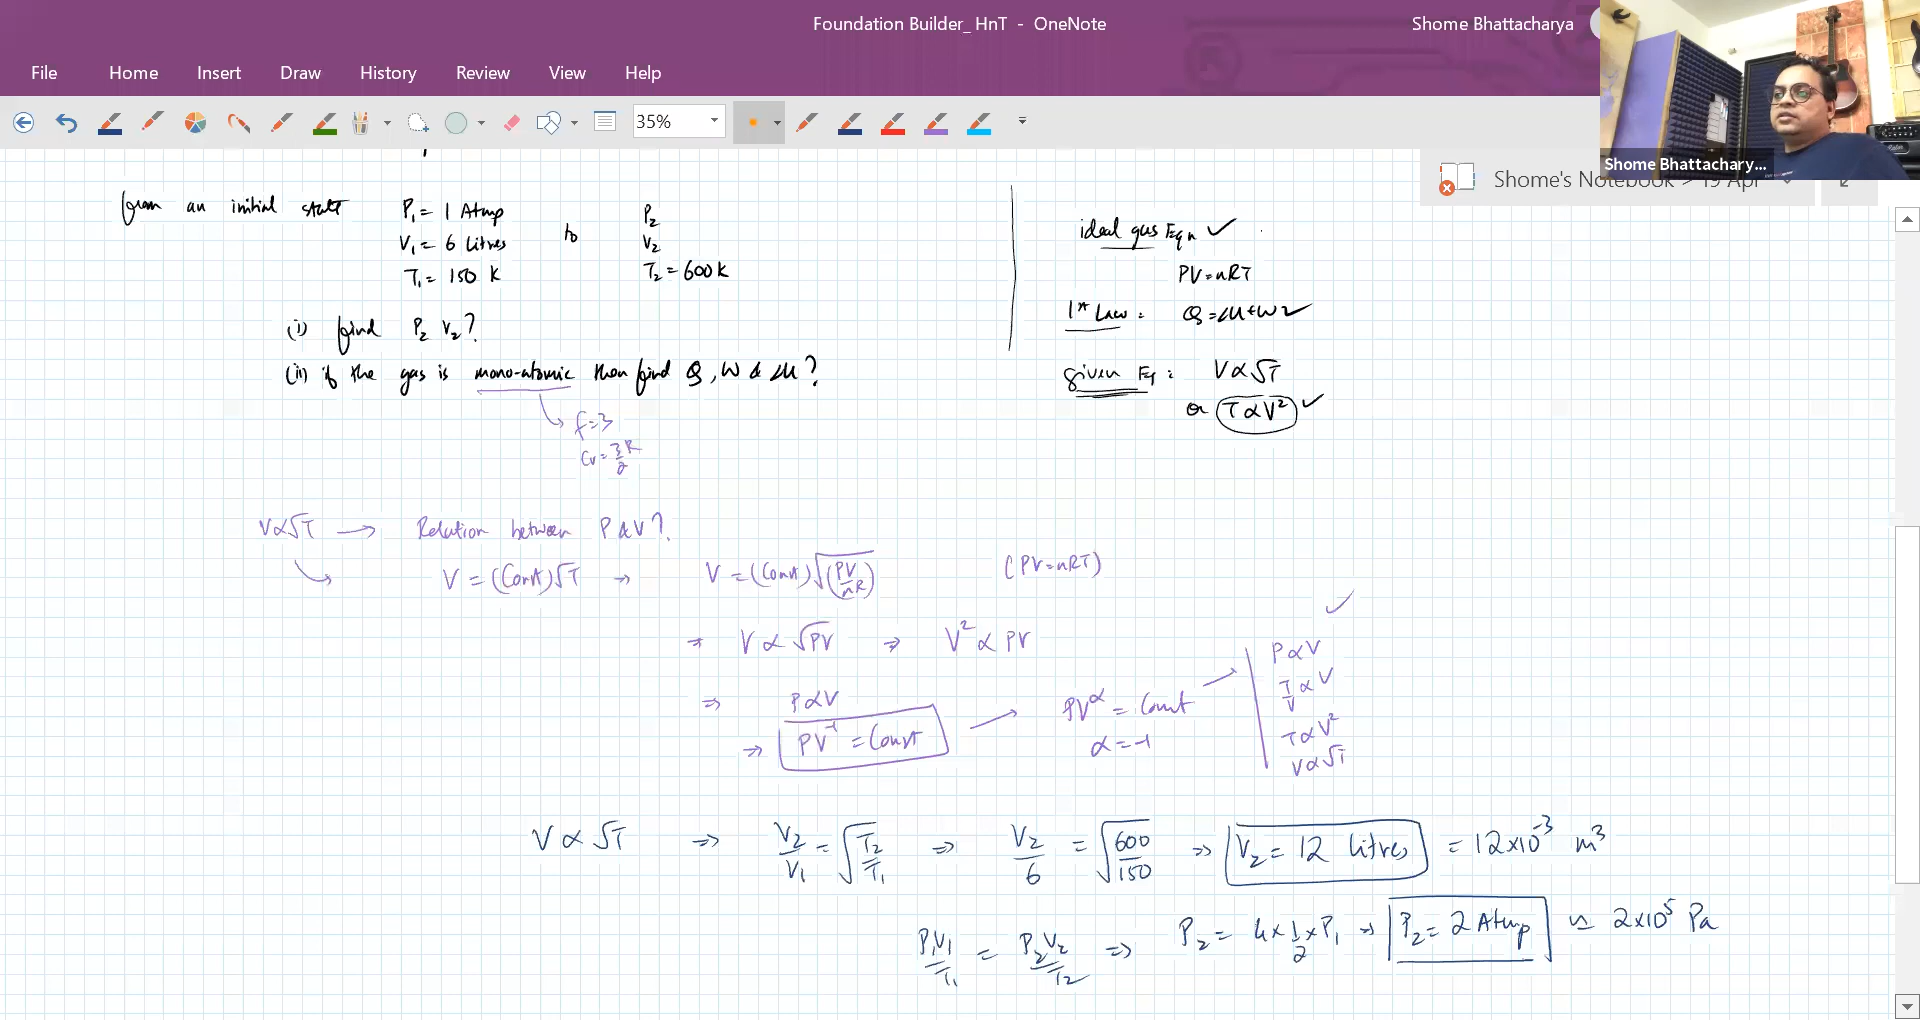 Foundation Builder_ HnT - OneNote
Shome Bhattacharya
File Home Insert Draw History Review View Help
35%
Shome Bhattachary...
Shome's Notebook > 19 Apr
from an initial state P₁ = 1 Atmp to P₂
V₁ = 6 Litres V₂
T₁ = 150 K T₂ = 600 K
(i) find P₂ V₂?
(ii) if the gas is mono-atomic then find Q, W & ΔU?
f = 3
Cv = 3R/2
ideal gas Eqn ✓
PV = nRT
1st Law: Q = ΔU + W ✓
given Eq: V ∝ √T
or T ∝ V² ✓
V ∝ √T → Relation between P & V?
V = (Const) √T → V = (Const) √(PV/nR) (PV = nRT)
⇒ V ∝ √PV ⇒ V² ∝ PV
⇒ P ∝ V
⇒ PV⁻¹ = Const → PV^α = Const
α = -1
✓
P ∝ V
T/V ∝ V
T ∝ V²
V ∝ √T
V ∝ √T ⇒ V₂/V₁ = √(T₂/T₁) ⇒ V₂/6 = √(600/150) ⇒ V₂ = 12 litres = 12×10⁻³ m³
P₁V₁/T₁ = P₂V₂/T₂ ⇒ P₂ = 4 × 1/2 × P₁ ⇒ P₂ = 2 Atmp ≃ 2×10⁵ Pa